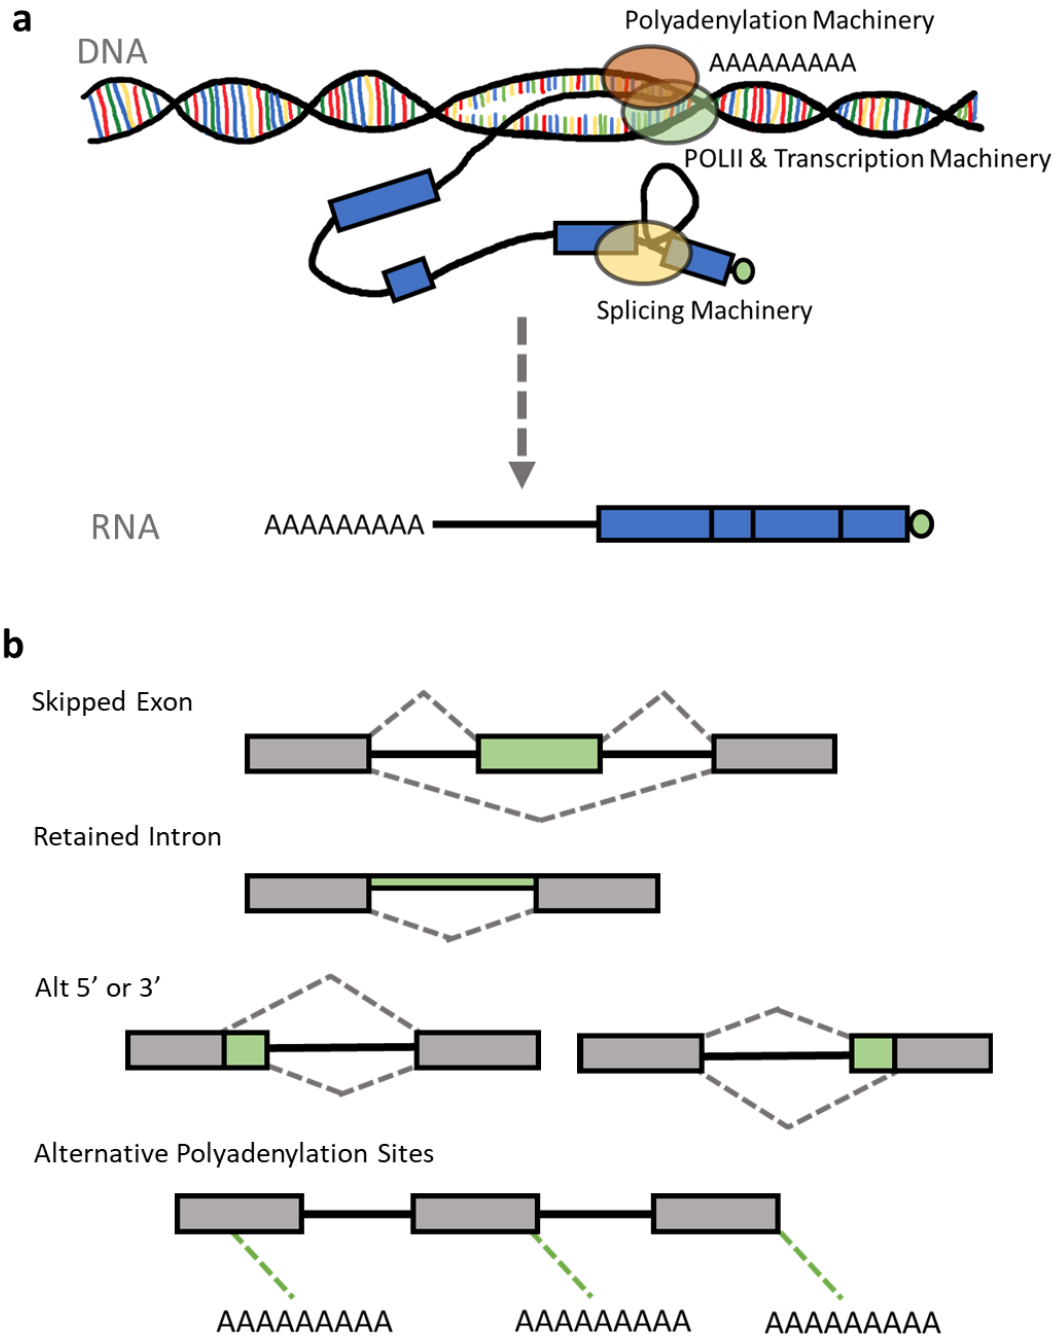 a
DNA
Polyadenylation Machinery
AAAAAAAAA
POLII & Transcription Machinery
Splicing Machinery
RNA
AAAAAAAAA
b
Skipped Exon
Retained Intron
Alt 5’ or 3’
Alternative Polyadenylation Sites
AAAAAAAAA
AAAAAAAAA
AAAAAAAAA